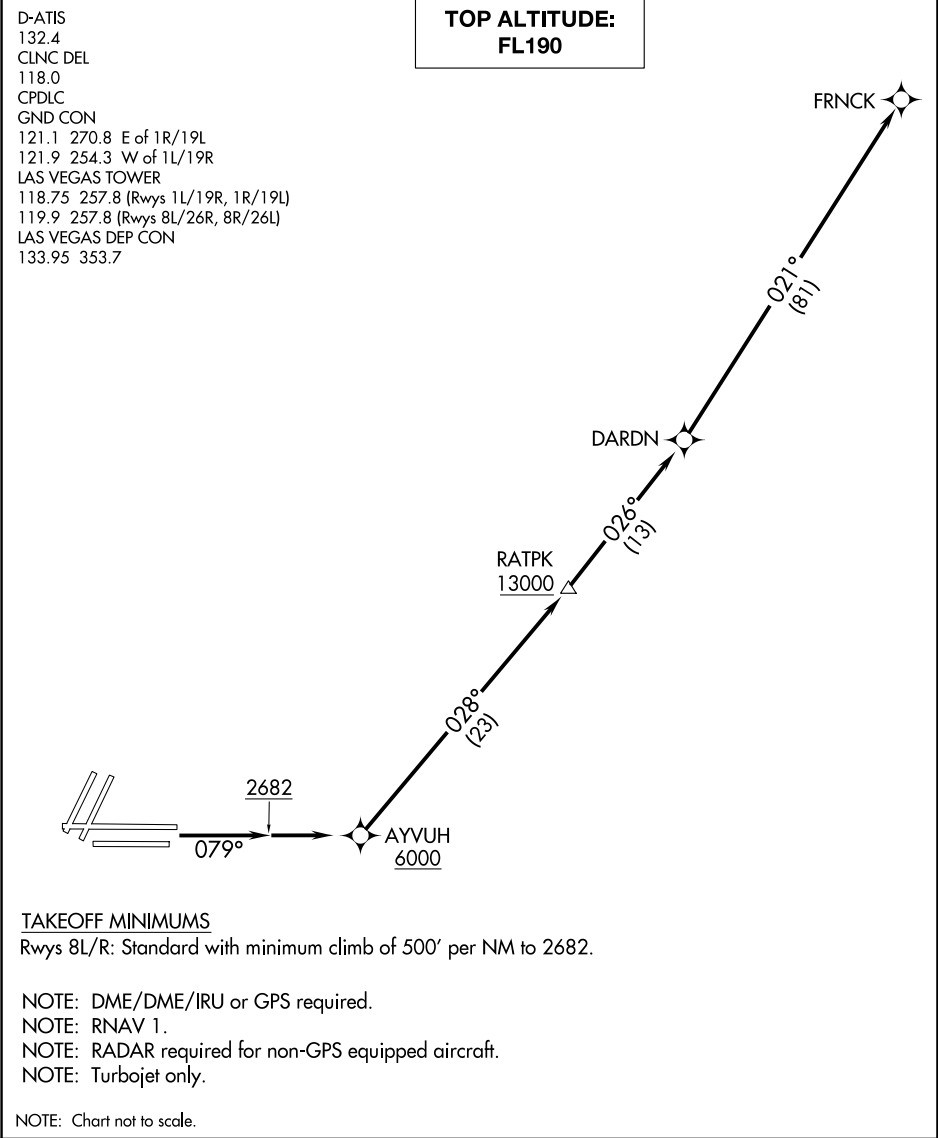 D-ATIS
132.4
CLNC DEL
118.0
CPDLC
GND CON
121.1 270.8 E of 1R/19L
121.9 254.3 W of 1L/19R
LAS VEGAS TOWER
118.75 257.8 (Rwys 1L/19R, 1R/19L)
119.9 257.8 (Rwys 8L/26R, 8R/26L)
LAS VEGAS DEP CON
133.95 353.7
TOP ALTITUDE:
FL190
FRNCK
021°
(81)
DARDN
026°
(13)
RATPK
13000
028°
(23)
2682
079°
AYVUH
6000
TAKEOFF MINIMUMS
Rwys 8L/R: Standard with minimum climb of 500' per NM to 2682.
NOTE: DME/DME/IRU or GPS required.
NOTE: RNAV 1.
NOTE: RADAR required for non-GPS equipped aircraft.
NOTE: Turbojet only.
NOTE: Chart not to scale.